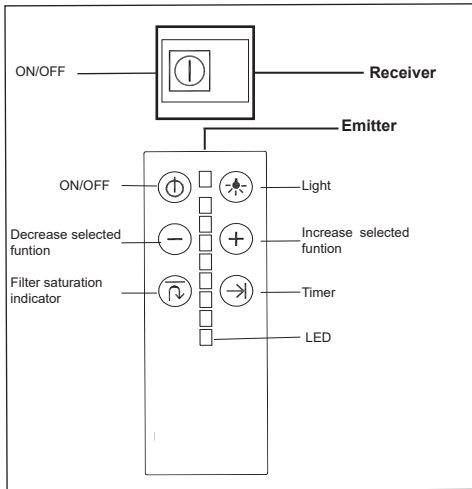 ON/OFF
Receiver
Emitter
ON/OFF
Light
Decrease selected
funtion
Increase selected
funtion
Filter saturation
indicator
Timer
LED